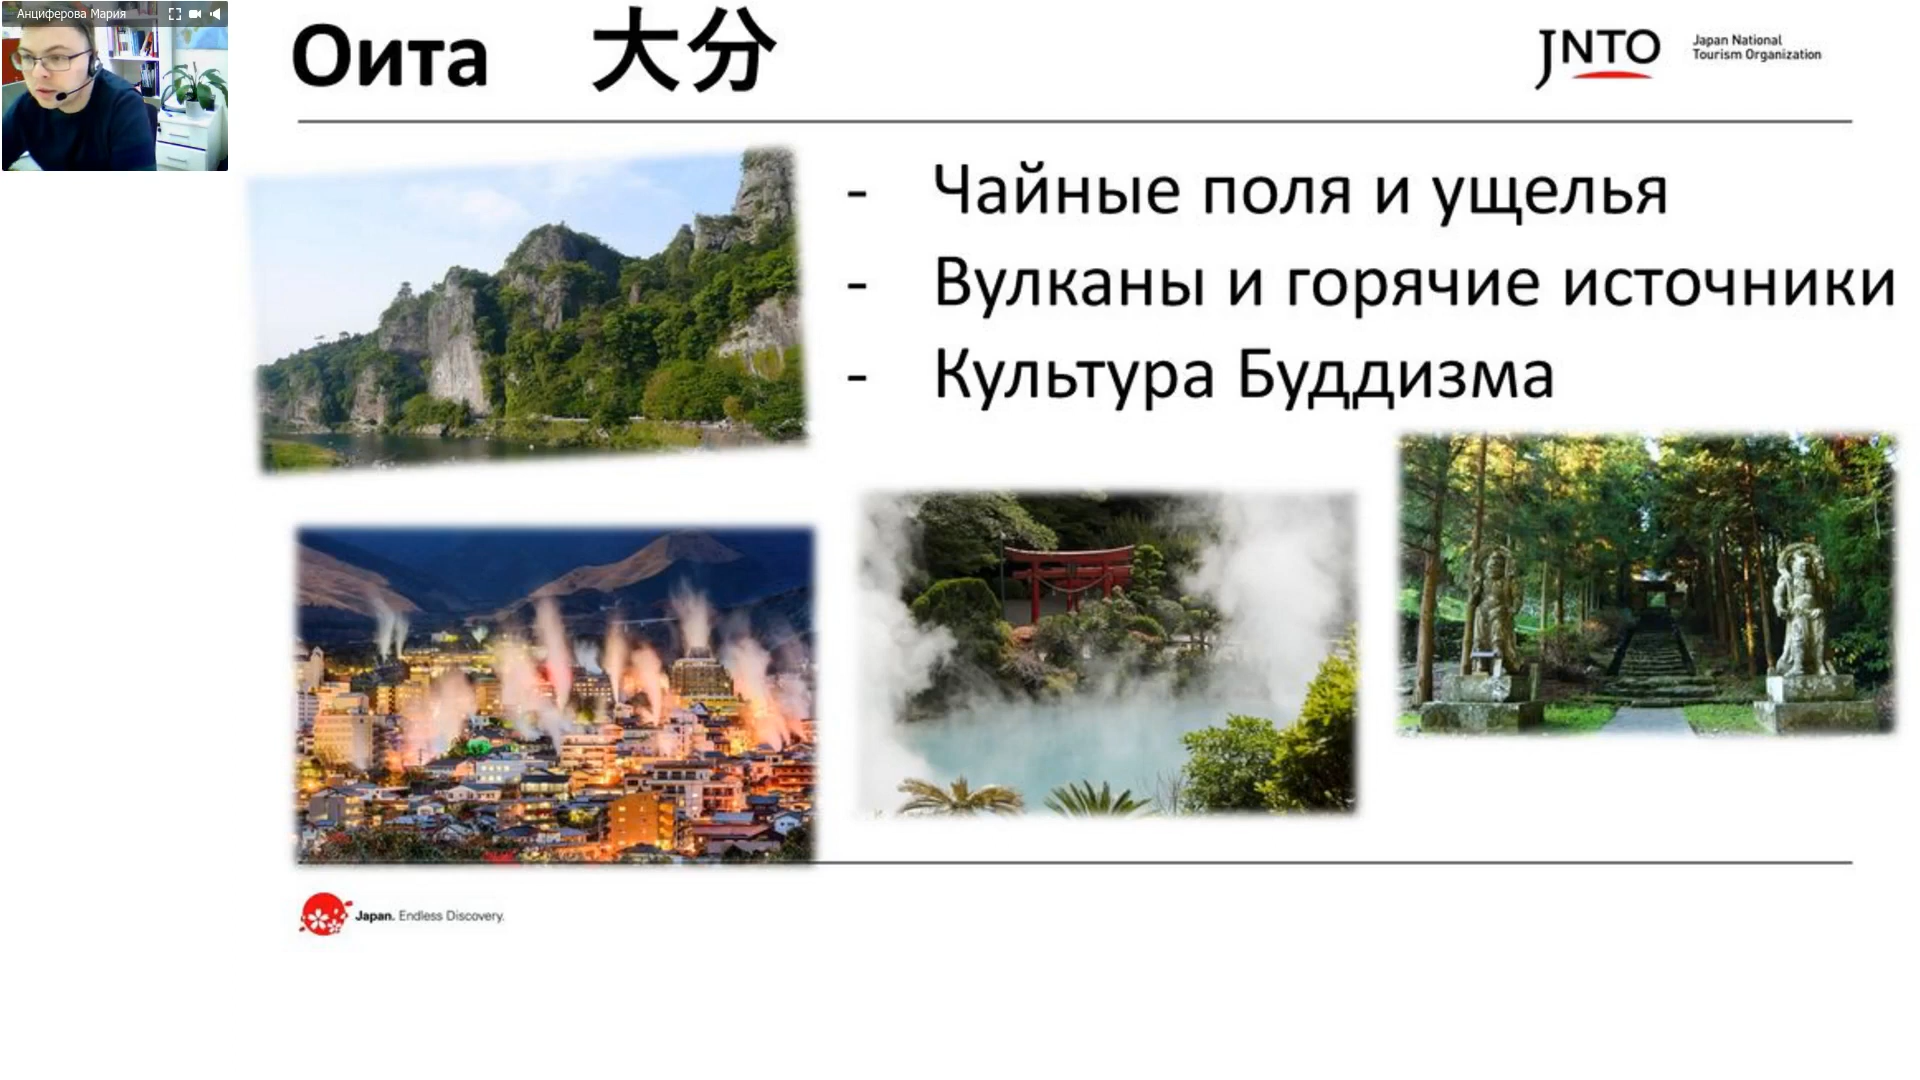 Анциферова Мария
Оита 大分
JNTO
Japan National
Tourism Organization
- Чайные поля и ущелья
- Вулканы и горячие источники
- Культура Буддизма
Japan. Endless Discovery.